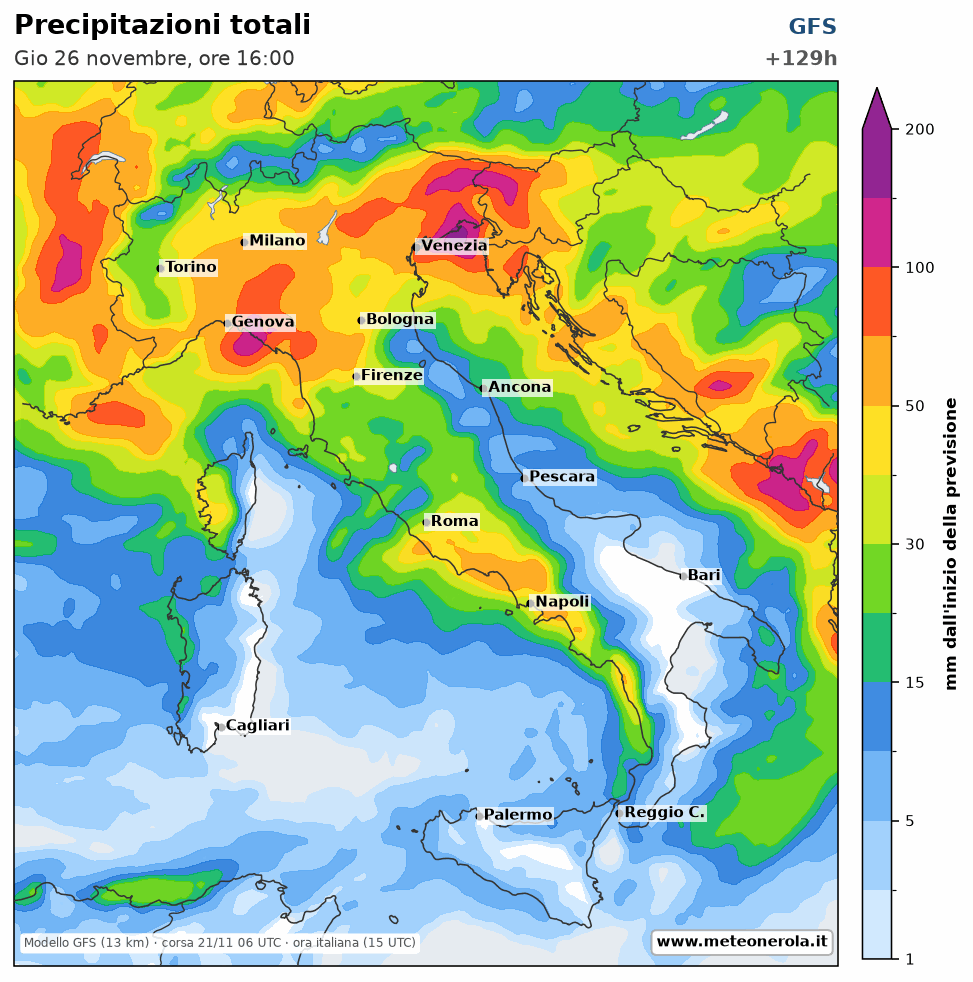 Precipitazioni totali
GFS
Gio 26 novembre, ore 16:00
+129h
200
100
50
30
15
5
1
mm dall'inizio della previsione
Milano
Venezia
Torino
Genova
Bologna
Firenze
Ancona
Pescara
Roma
Bari
Napoli
Cagliari
Palermo
Reggio C.
Modello GFS (13 km) · corsa 21/11 06 UTC · ora italiana (15 UTC)
www.meteonerola.it